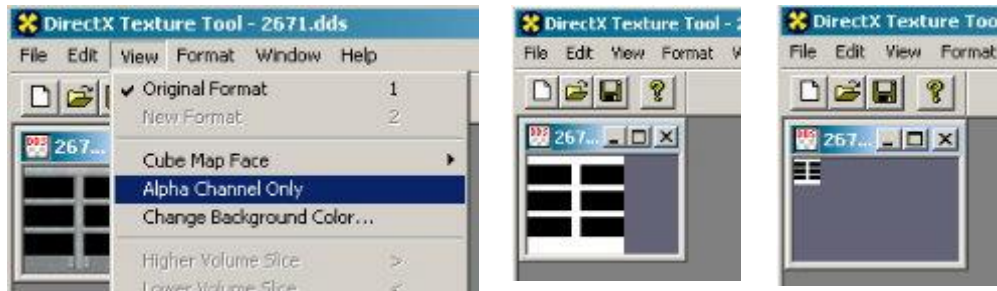 DirectX Texture Tool - 2671.dds
File Edit View Format Window Help
Original Format 1
New Format 2
267...
Cube Map Face
Alpha Channel Only
Change Background Color...
Higher Volume Slice >
Lower Volume Slice <
DirectX Texture Tool -
File Edit View Format
DDS 267...
DirectX Texture Too
File Edit View Format
DDS 267...